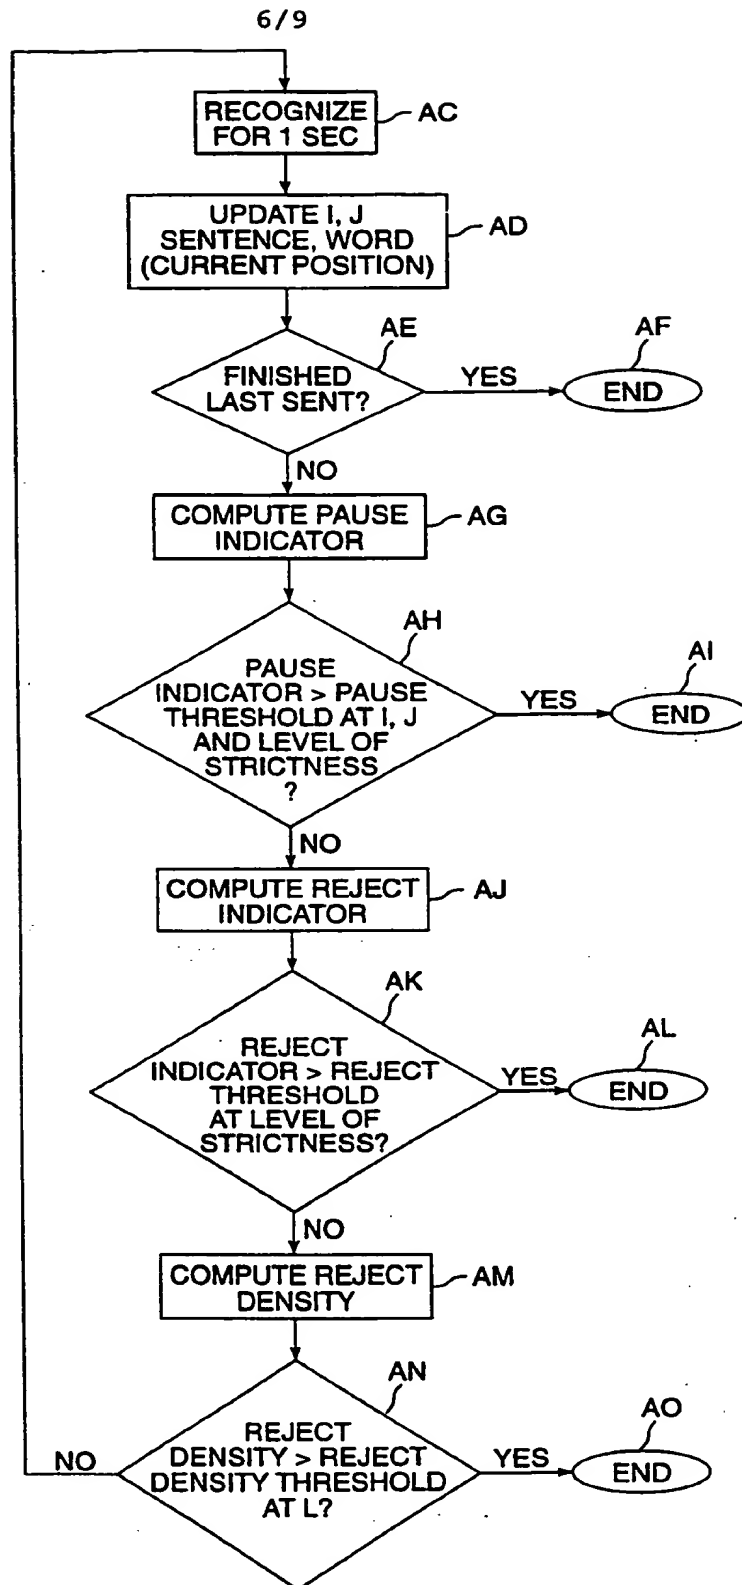 6/9
RECOGNIZE
FOR 1 SEC
AC
UPDATE I, J
SENTENCE, WORD
(CURRENT POSITION)
AD
AE
FINISHED
LAST SENT?
YES
AF
END
NO
COMPUTE PAUSE
INDICATOR
AG
AH
PAUSE
INDICATOR > PAUSE
THRESHOLD AT I, J
AND LEVEL OF
STRICTNESS
?
YES
AI
END
NO
COMPUTE REJECT
INDICATOR
AJ
AK
REJECT
INDICATOR > REJECT
THRESHOLD
AT LEVEL OF
STRICTNESS?
YES
AL
END
NO
COMPUTE REJECT
DENSITY
AM
AN
REJECT
DENSITY > REJECT
DENSITY THRESHOLD
AT L?
NO
YES
AO
END